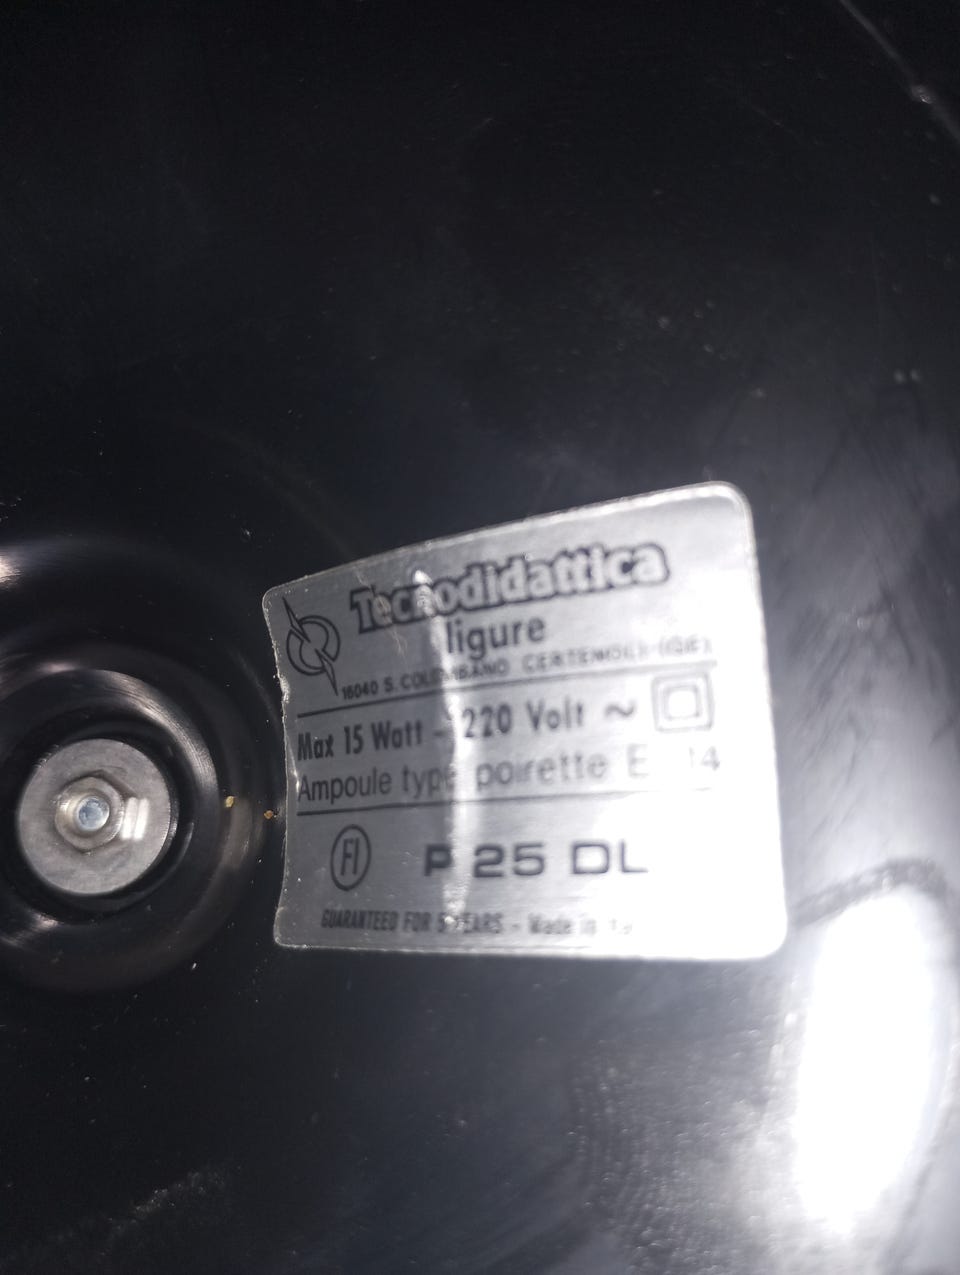 Tecnodidattica
ligure
16040 S. COLOMBANO CERTENOLI (GE)
Max 15 Watt - 220 Volt ~
Ampoule type poirette E 14
FI P 25 DL
GUARANTEED FOR 5 YEARS - Made In